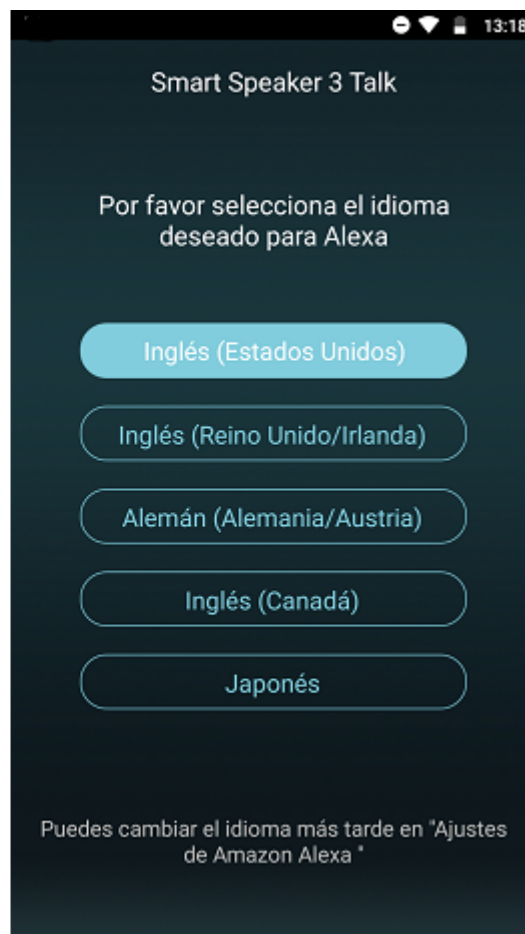 13:18
Smart Speaker 3 Talk
Por favor selecciona el idioma
deseado para Alexa
Inglés (Estados Unidos)
Inglés (Reino Unido/Irlanda)
Alemán (Alemania/Austria)
Inglés (Canadá)
Japonés
Puedes cambiar el idioma más tarde en "Ajustes
de Amazon Alexa "